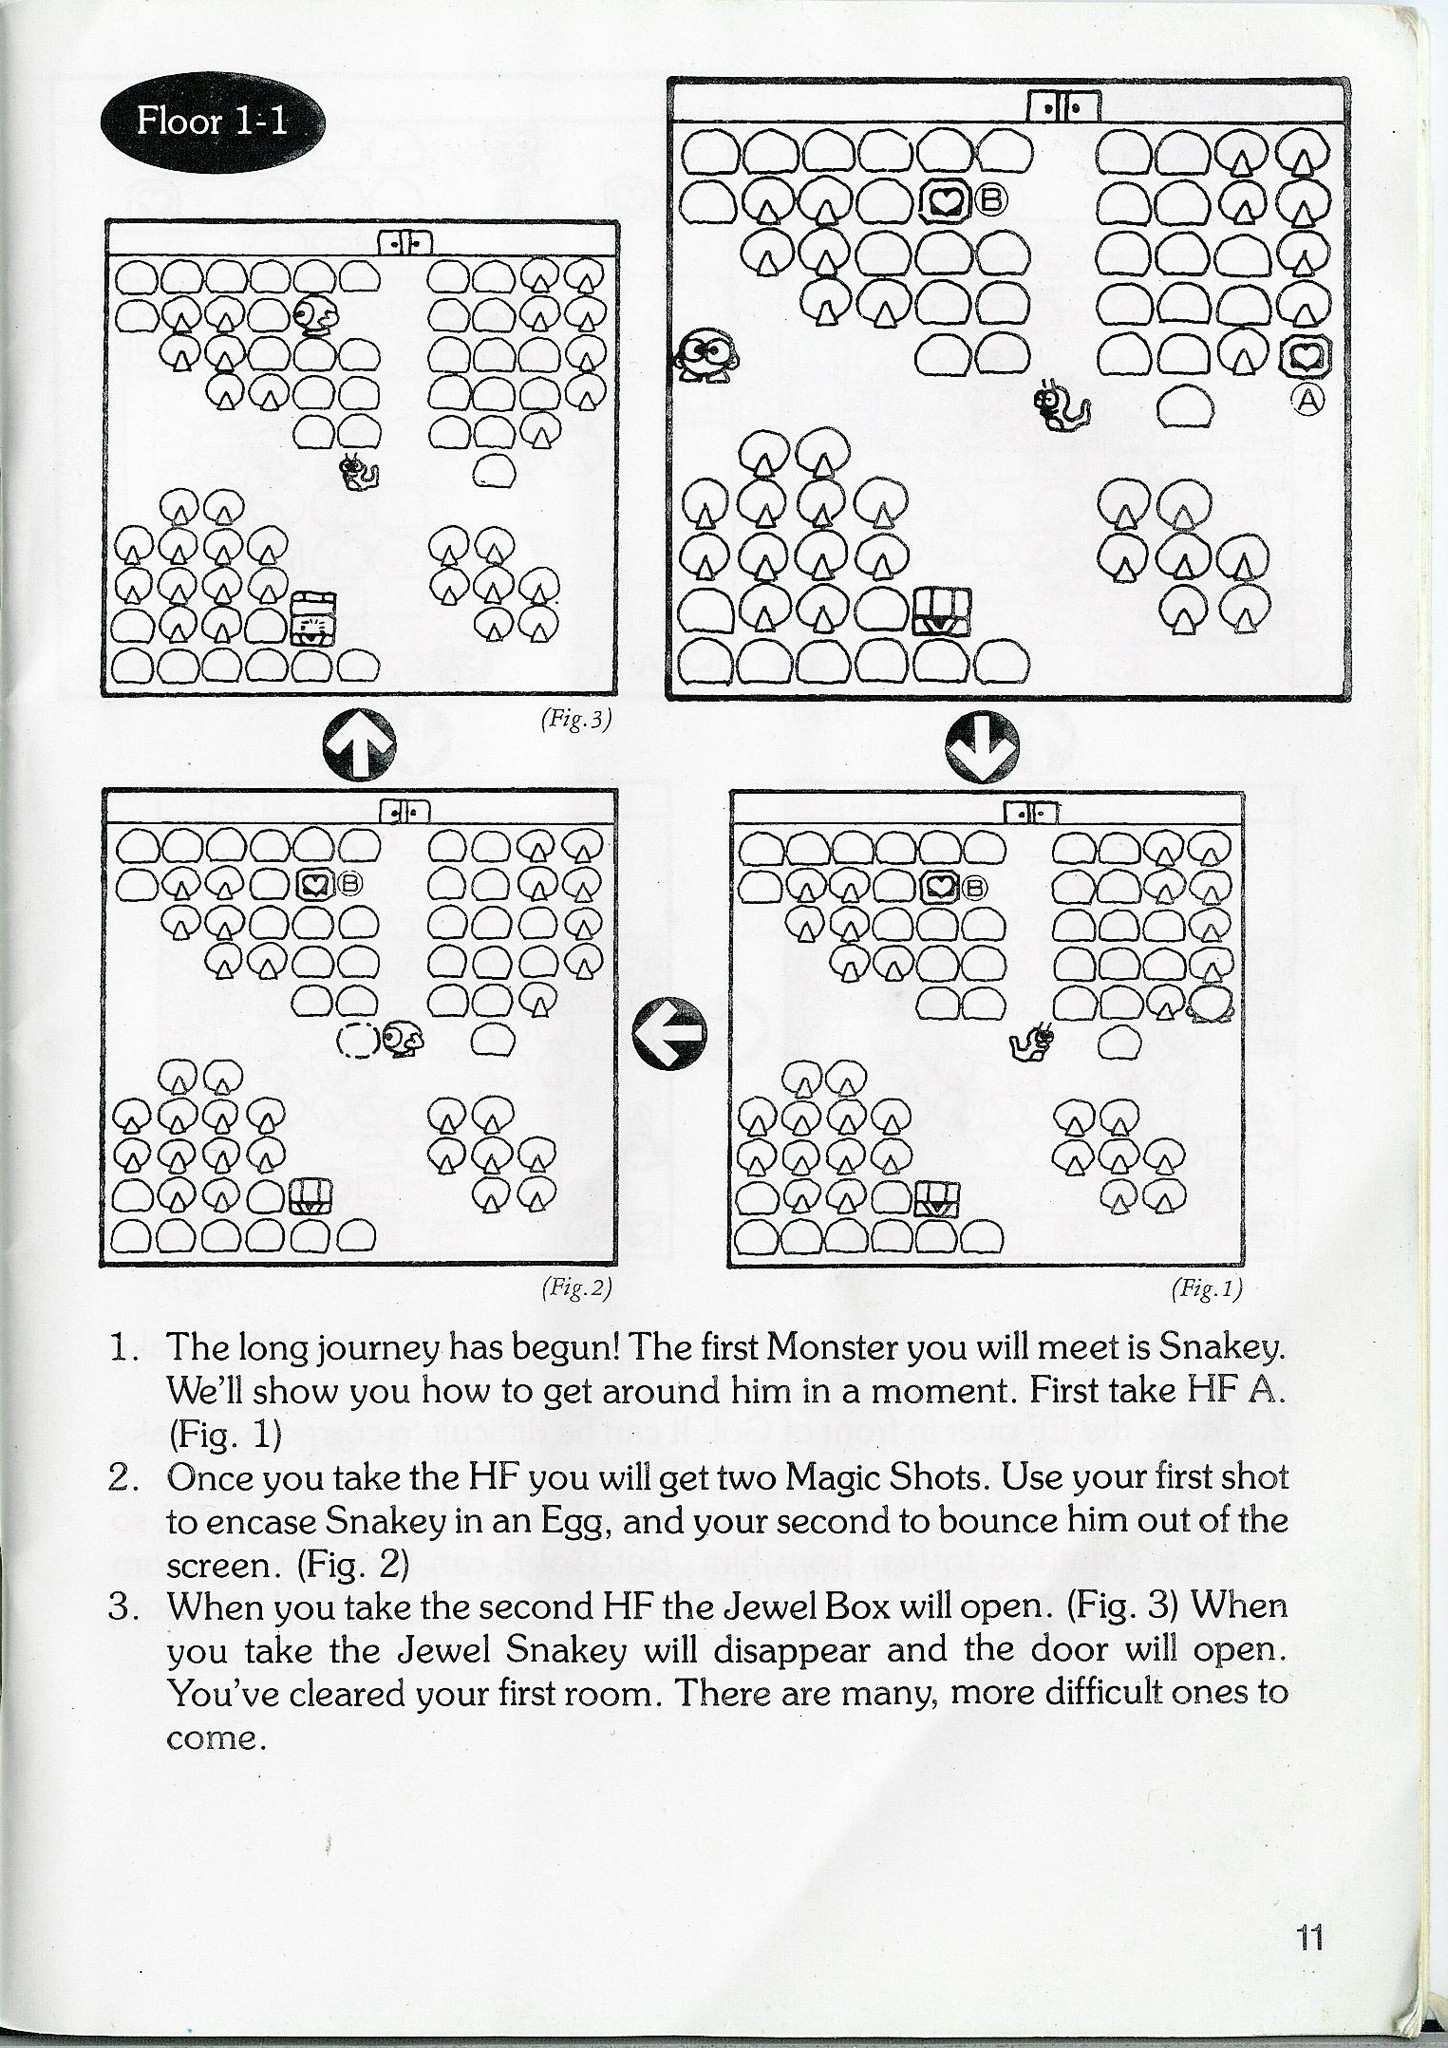 Floor 1-1
B
A
(Fig.3)
B
B
(Fig.2)
(Fig.1)
1. The long journey has begun! The first Monster you will meet is Snakey.
We'll show you how to get around him in a moment. First take HF A.
(Fig. 1)
2. Once you take the HF you will get two Magic Shots. Use your first shot
to encase Snakey in an Egg, and your second to bounce him out of the
screen. (Fig. 2)
3. When you take the second HF the Jewel Box will open. (Fig. 3) When
you take the Jewel Snakey will disappear and the door will open.
You've cleared your first room. There are many, more difficult ones to
come.
11